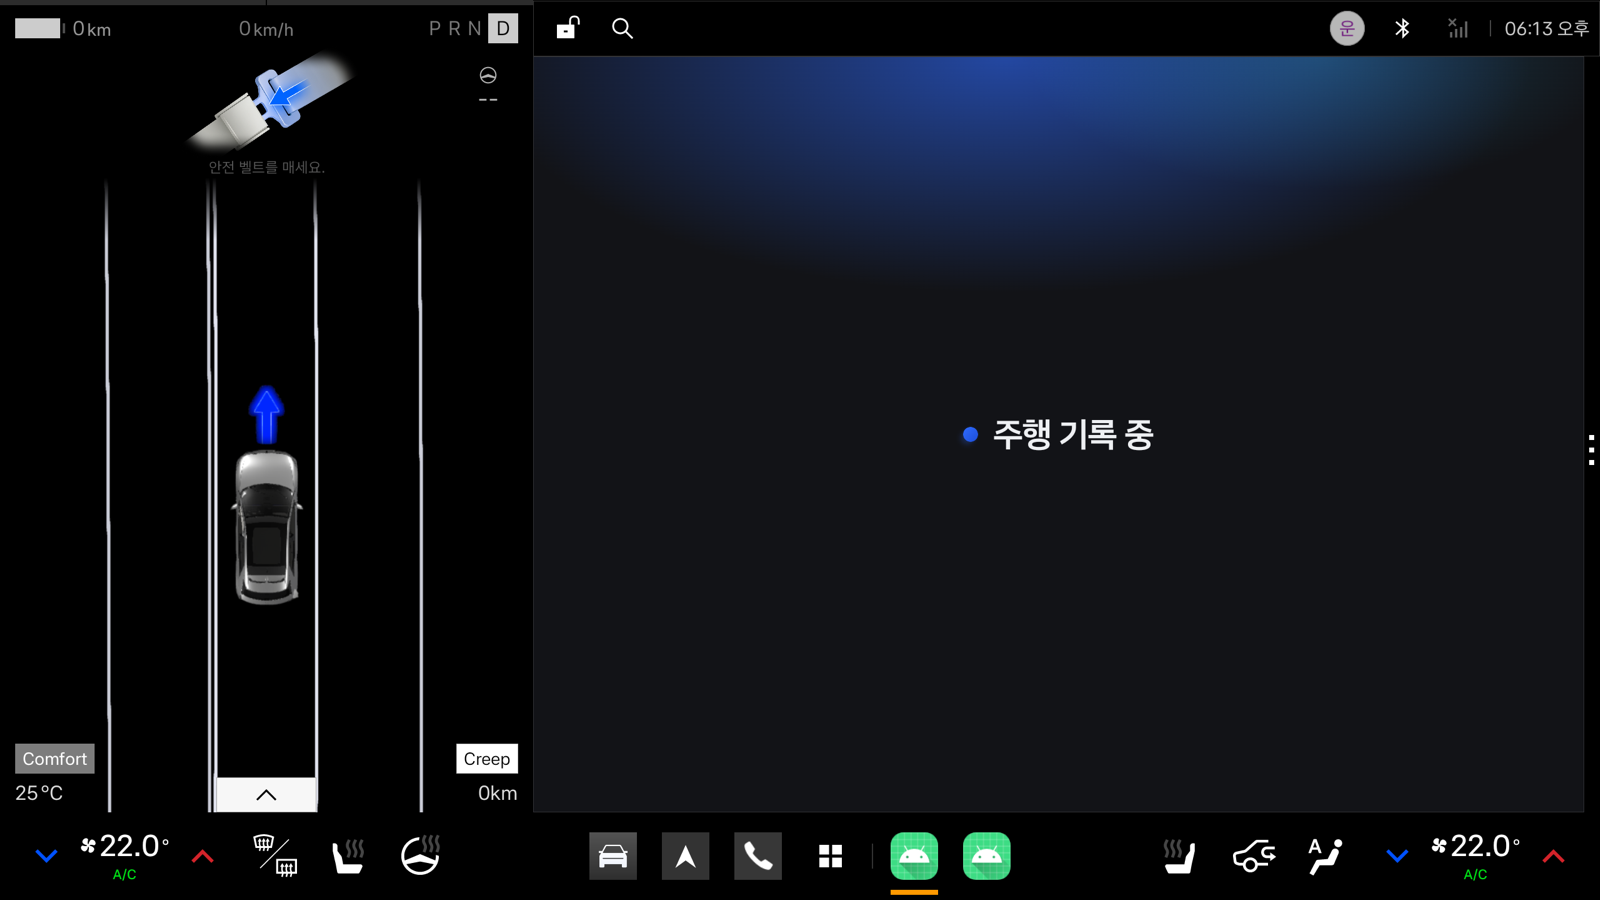 0km
0km/h
P R N D
운
06:13 오후
--
안전 벨트를 매세요.
주행 기록 중
Comfort
Creep
25°C
0km
22.0°
A/C
A
22.0°
A/C